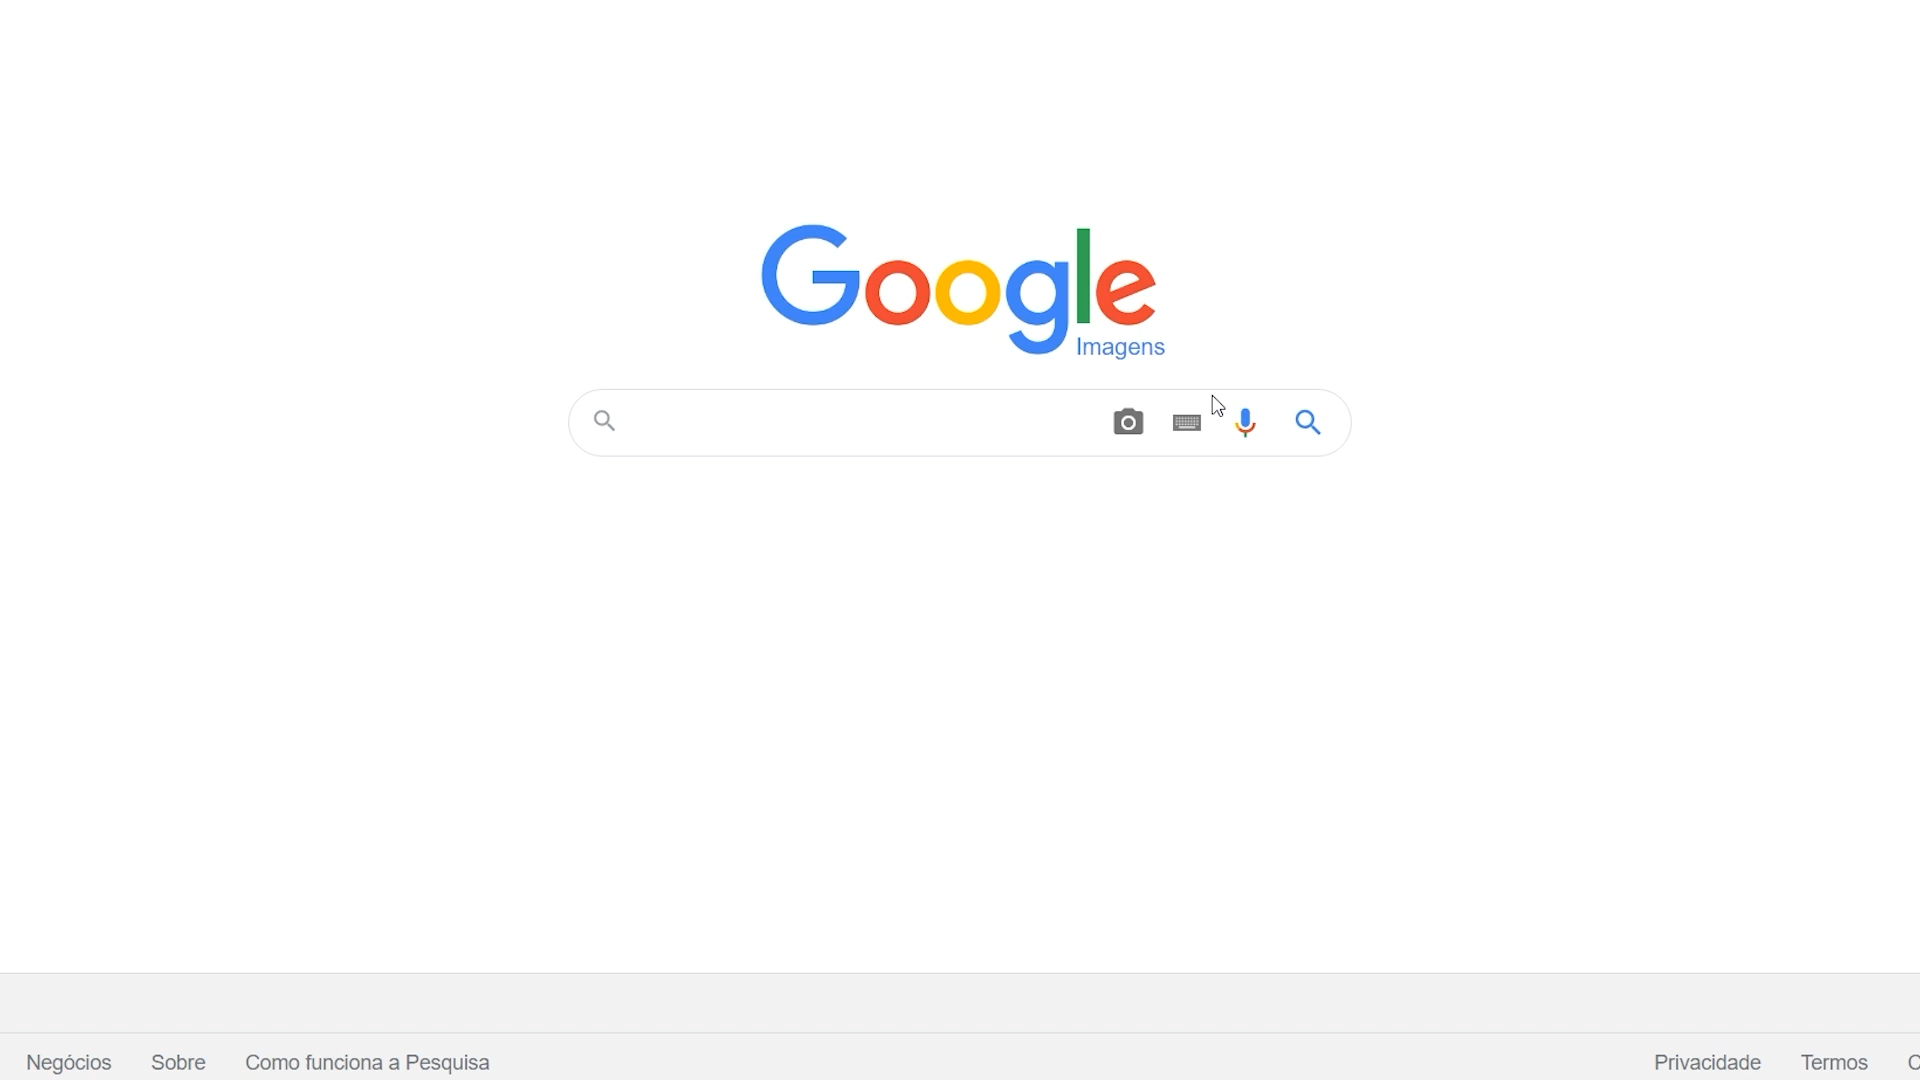 Google
Imagens
Negócios Sobre Como funciona a Pesquisa Privacidade Termos